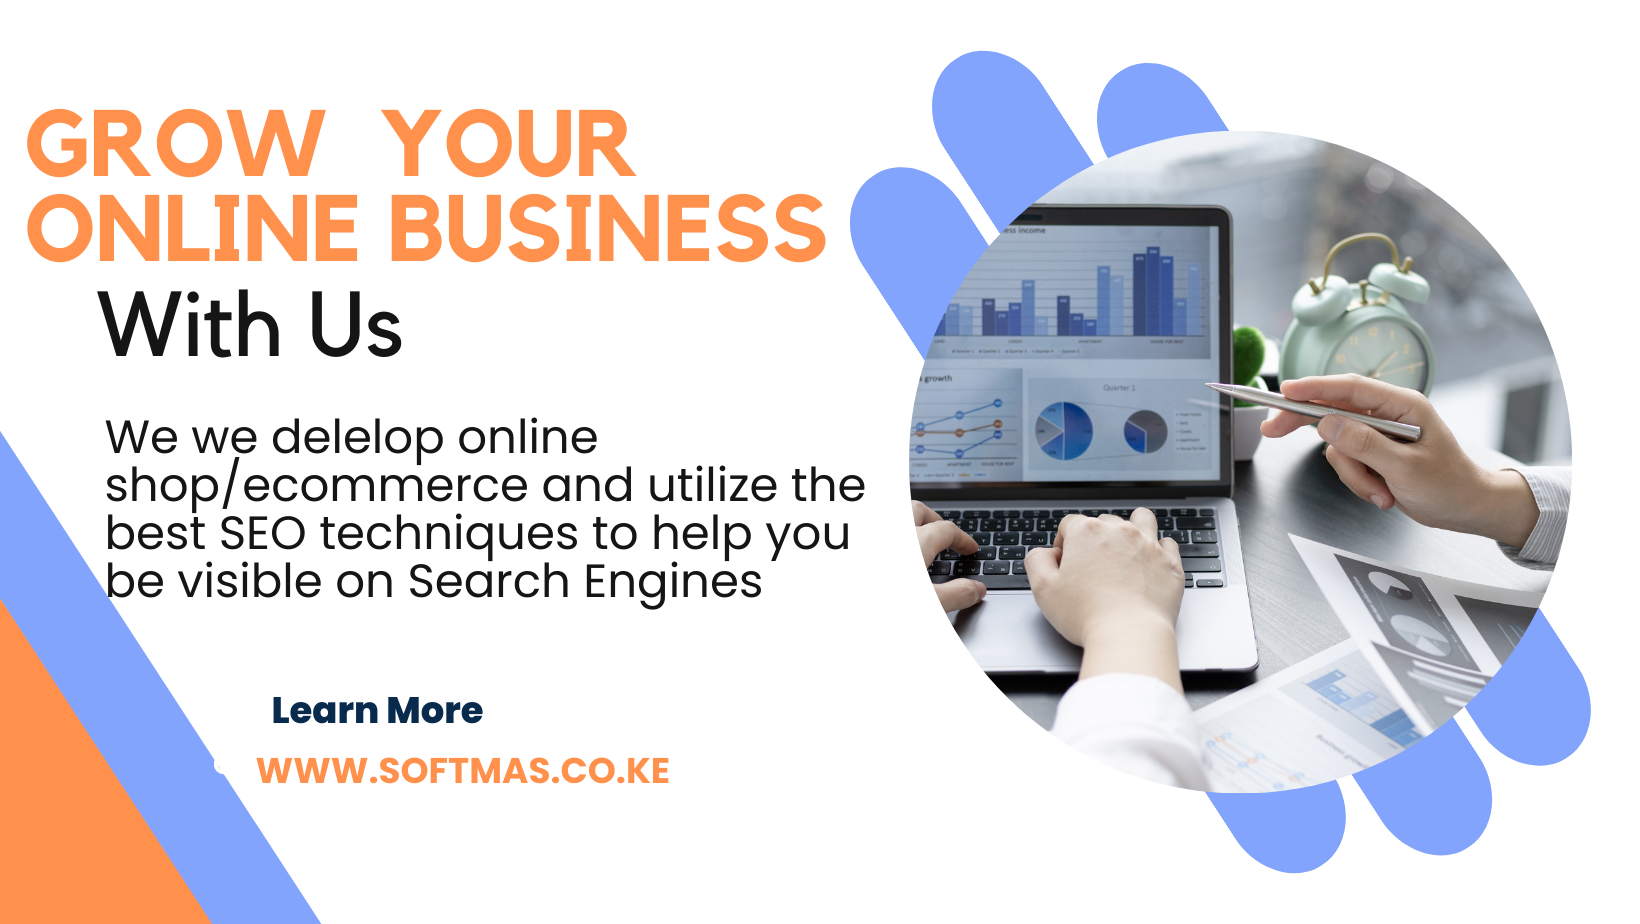 GROW YOUR
ONLINE BUSINESS
With Us
We we delelop online
shop/ecommerce and utilize the
best SEO techniques to help you
be visible on Search Engines
Learn More
WWW.SOFTMAS.CO.KE
ess income
growth
Quarter 1